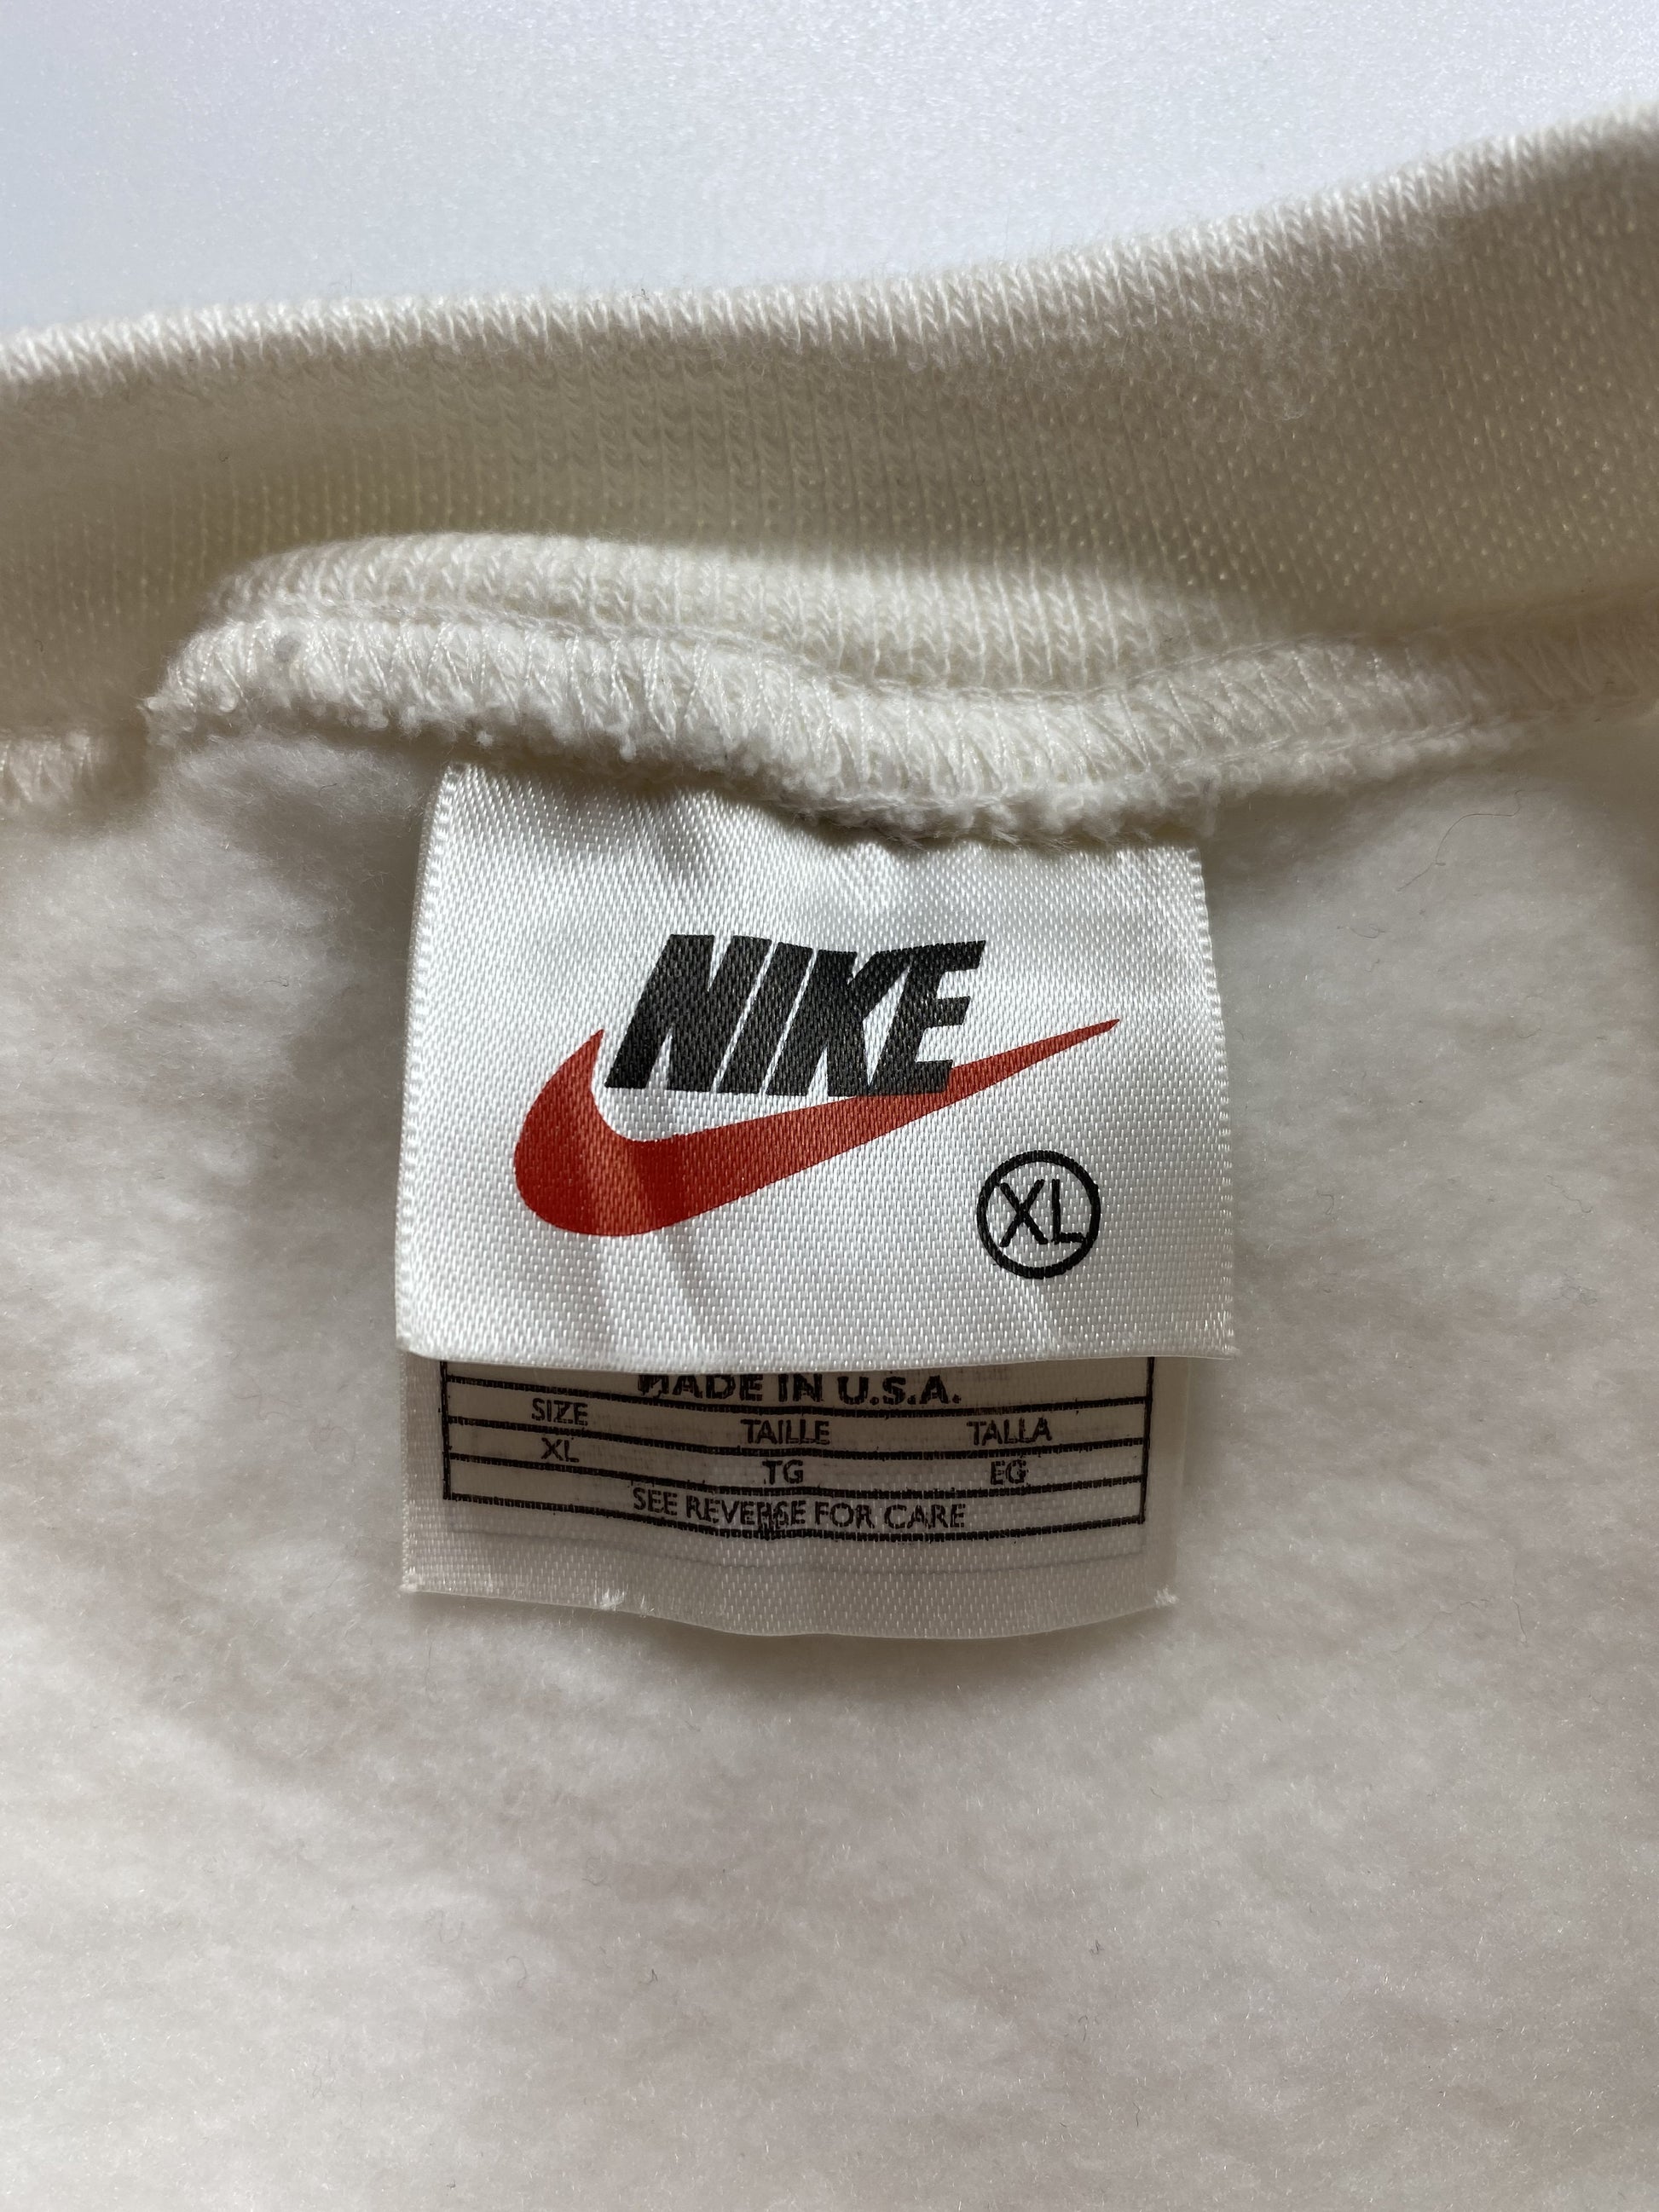 NIKE
XL
MADE IN U.S.A.
SIZE TAILLE TALLA
XL TG EG
SEE REVERSE FOR CARE